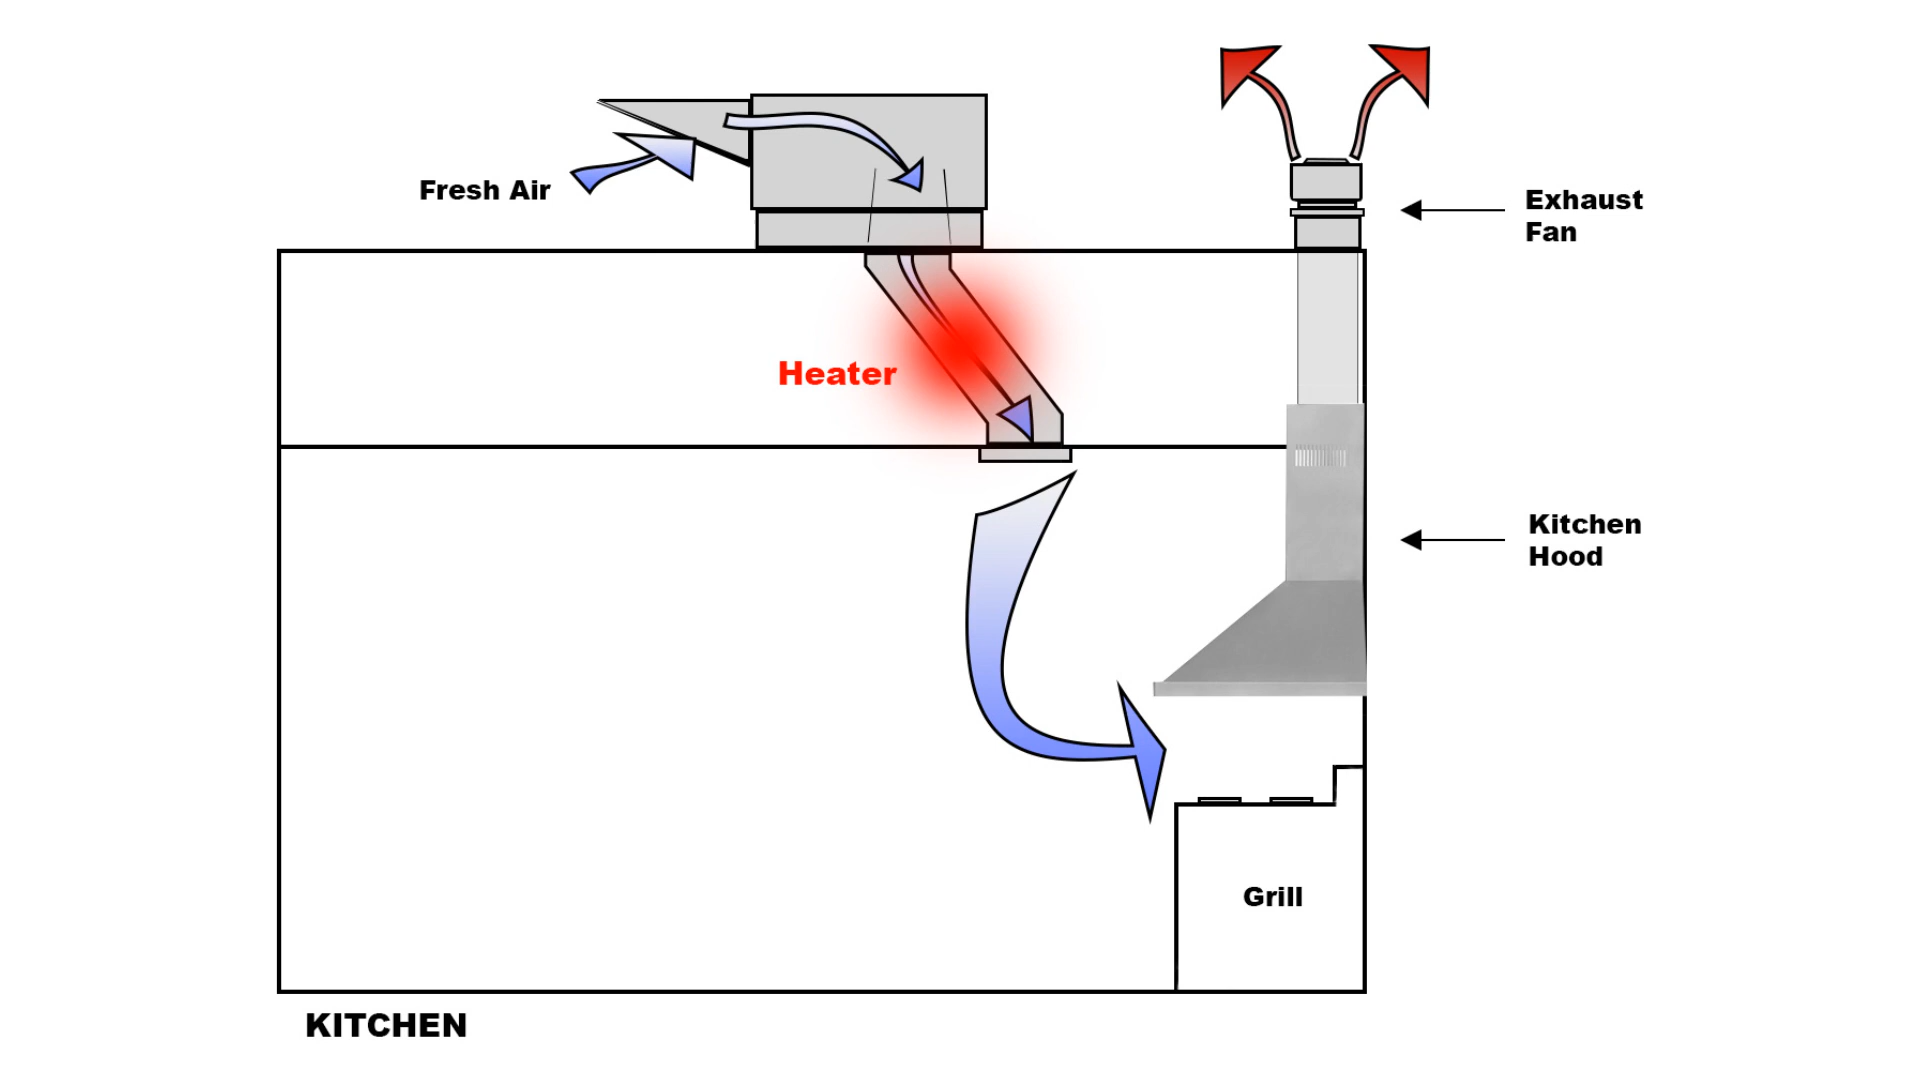 Fresh Air
Exhaust
Fan
Heater
Kitchen
Hood
Grill
KITCHEN